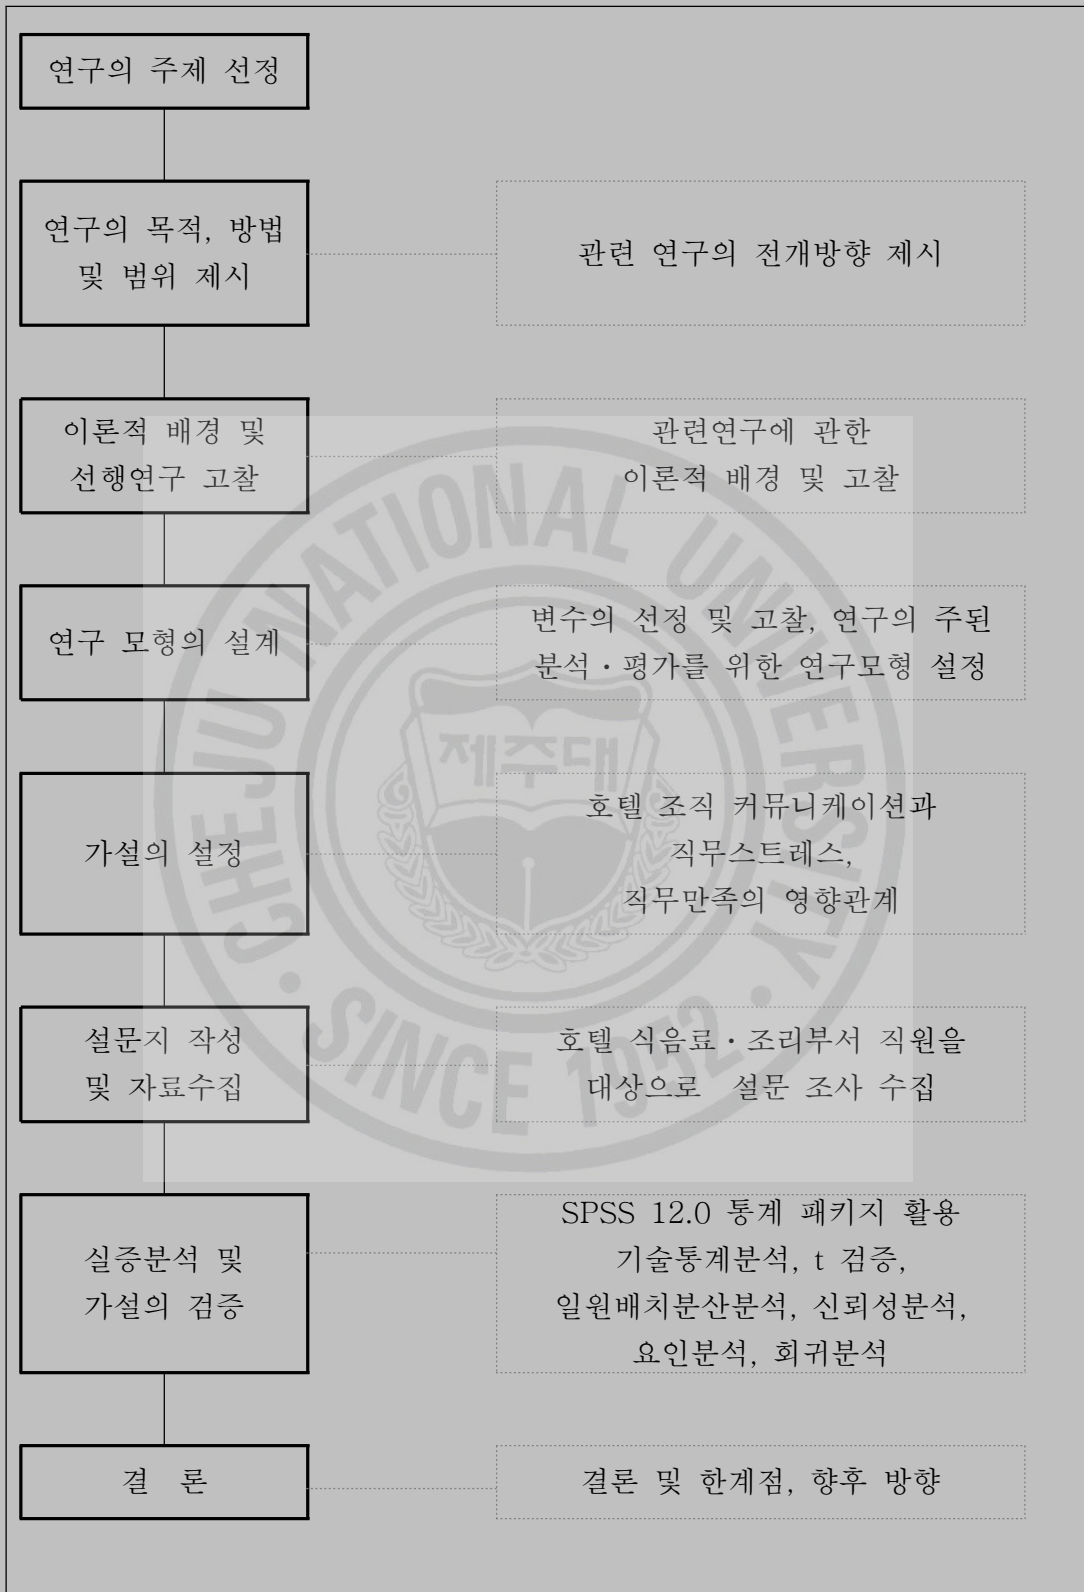 연구의 주제 선정
연구의 목적, 방법
및 범위 제시
관련 연구의 전개방향 제시
이론적 배경 및
선행연구 고찰
관련연구에 관한
이론적 배경 및 고찰
연구 모형의 설계
변수의 선정 및 고찰, 연구의 주된
분석・평가를 위한 연구모형 설정
가설의 설정
호텔 조직 커뮤니케이션과
직무스트레스,
직무만족의 영향관계
설문지 작성
및 자료수집
호텔 식음료・조리부서 직원을
대상으로 설문 조사 수집
실증분석 및
가설의 검증
SPSS 12.0 통계 패키지 활용
기술통계분석, t 검증,
일원배치분산분석, 신뢰성분석,
요인분석, 회귀분석
결 론
결론 및 한계점, 향후 방향
CHEJU NATIONAL UNIVERSITY
제주대
SINCE 1952